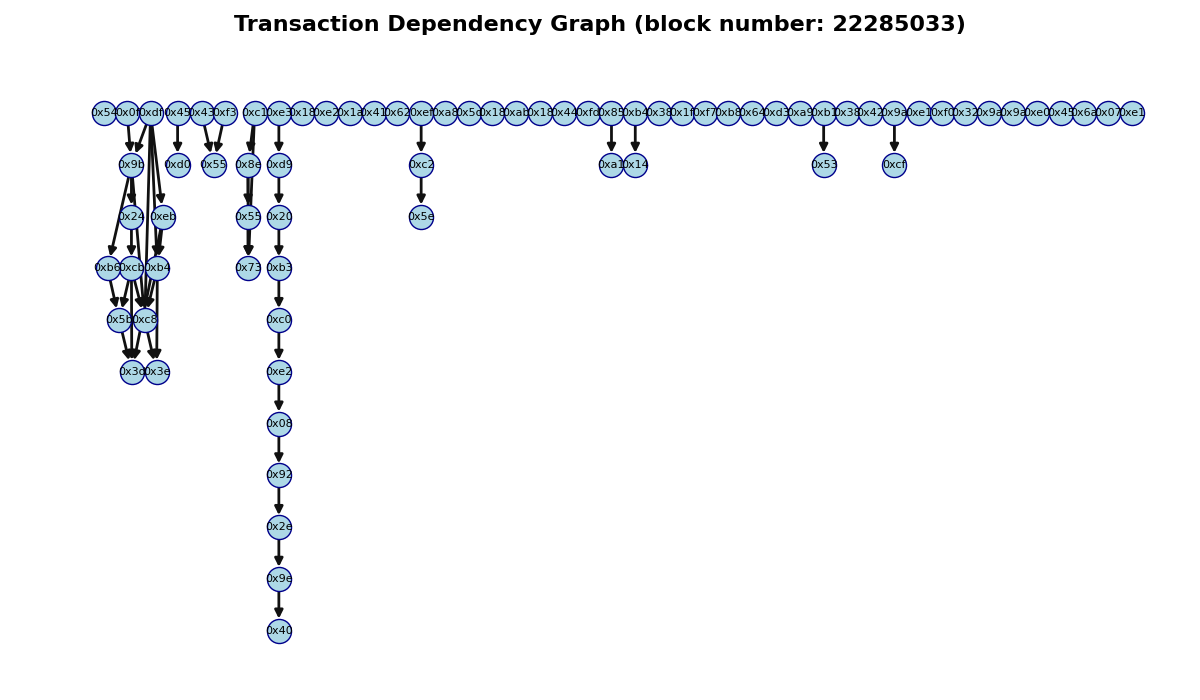 Transaction Dependency Graph (block number: 22285033)
0x54 0x0f 0xdf 0x45 0x43 0xf3 0xc1 0xe3 0x18 0xe2 0x1a 0x41 0x62 0xef 0xa8 0x5c 0x18 0xab 0x18 0x44 0xfd 0x85 0xb4 0x38 0x1f 0xf7 0xb8 0x64 0xd3 0xa9 0xb1 0x38 0x42 0x9a 0xe1 0xf0 0x32 0x9a 0x9a 0xe0 0x45 0x6a 0x07 0xe1
0x9b 0xd0 0x55 0x8e 0xd9 0xc2 0xa1 0x14 0x53 0xcf
0x24 0xeb 0x55 0x20 0x5e
0xb6 0xcb 0xb4 0x73 0xb3
0x5b 0xc8 0xc0
0x3c 0x3e 0xe2
0x08
0x92
0x2e
0x9e
0x40